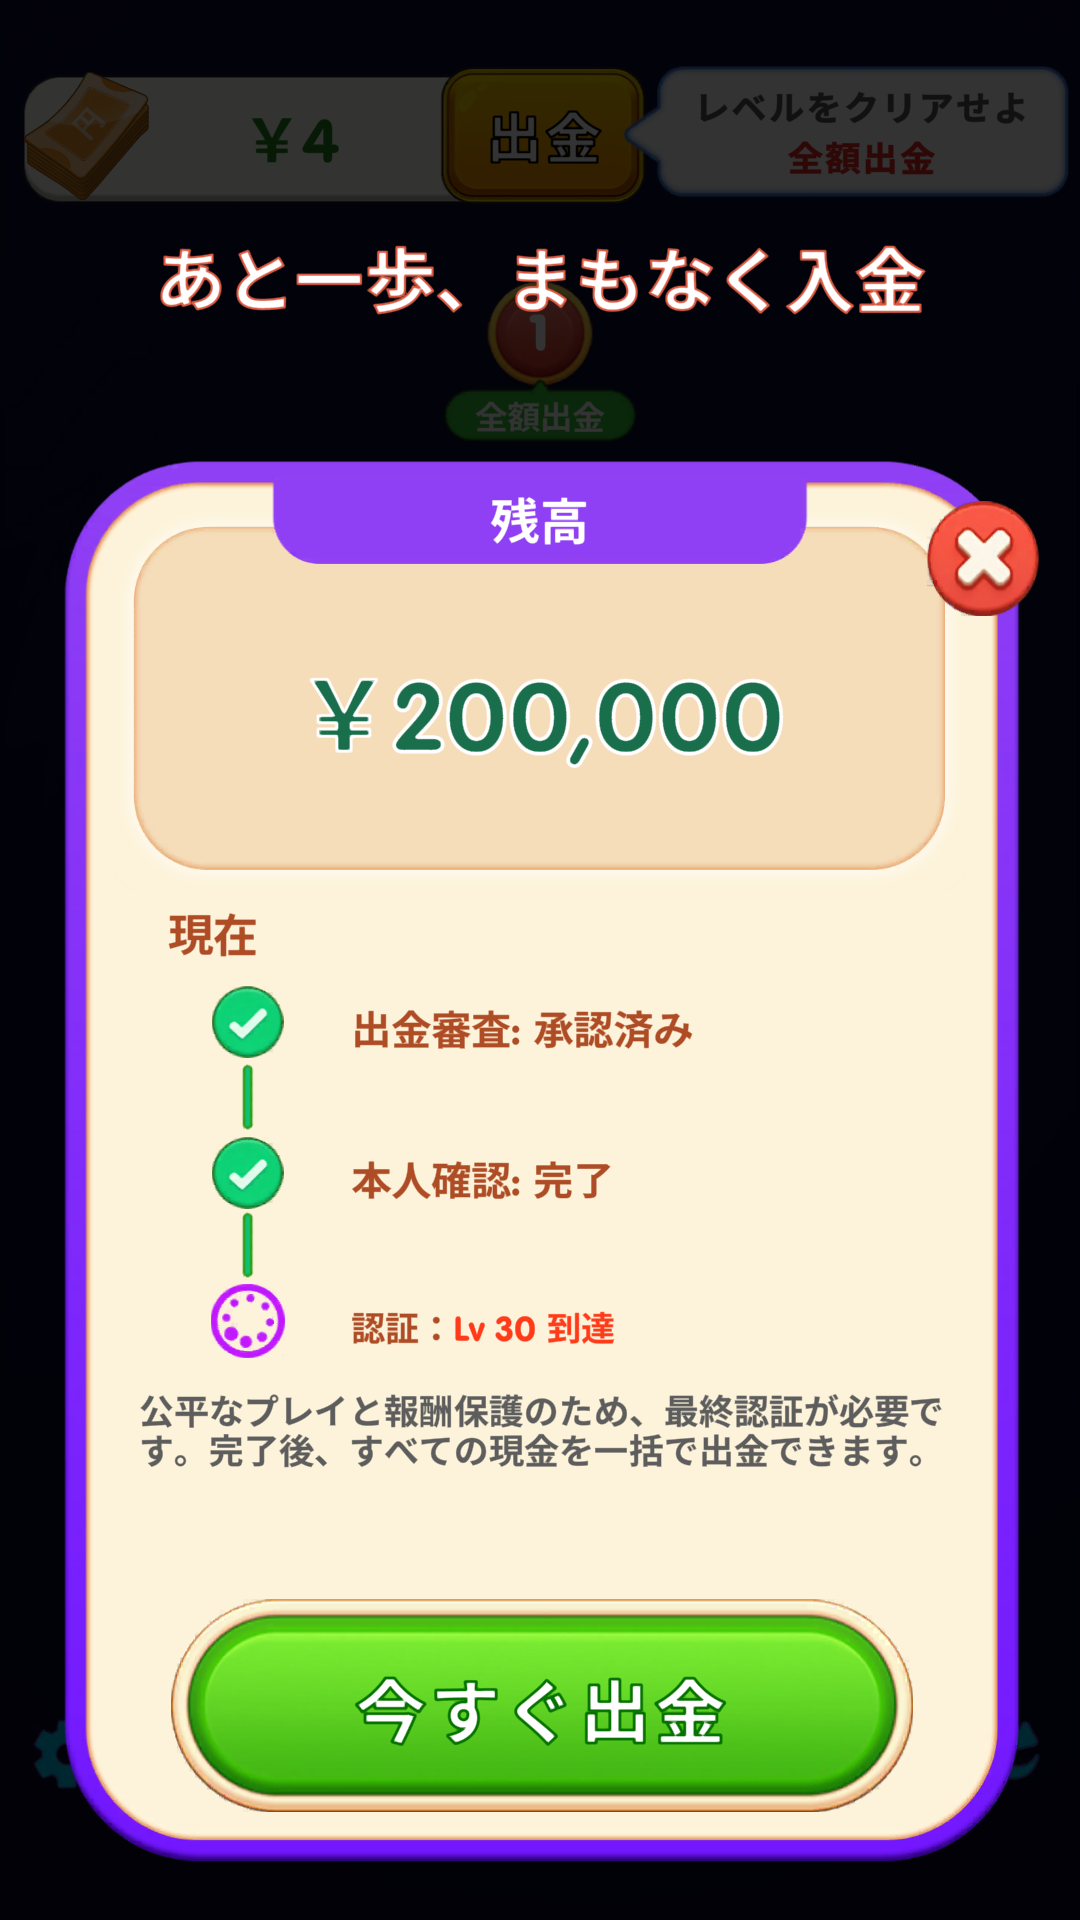 ￥4
出金
レベルをクリアせよ
全額出金
あと一歩、まもなく入金
1
全額出金
残高
￥200,000
現在
出金審査: 承認済み
本人確認: 完了
認証：Lv 30 到達
公平なプレイと報酬保護のため、最終認証が必要で
す。完了後、すべての現金を一括で出金できます。
今すぐ出金